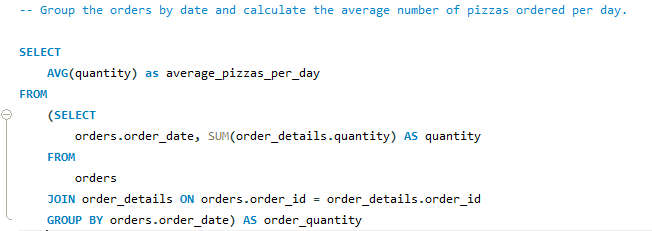 -- Group the orders by date and calculate the average number of pizzas ordered per day.
SELECT
AVG(quantity) as average_pizzas_per_day
FROM
(SELECT
orders.order_date, SUM(order_details.quantity) AS quantity
FROM
orders
JOIN order_details ON orders.order_id = order_details.order_id
GROUP BY orders.order_date) AS order_quantity